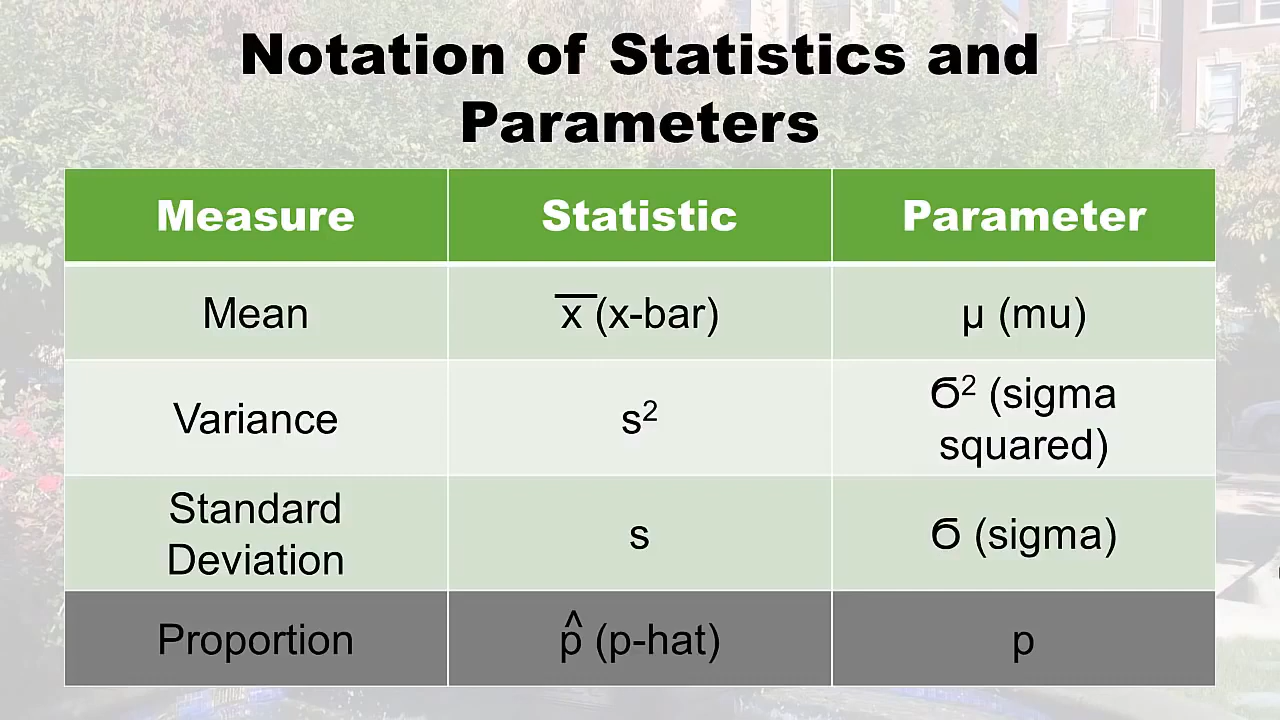 Notation of Statistics and
Parameters
Measure Statistic Parameter
Mean x̅ (x-bar) μ (mu)
Variance s² Ϭ² (sigma
squared)
Standard
Deviation s Ϭ (sigma)
Proportion p̂ (p-hat) p